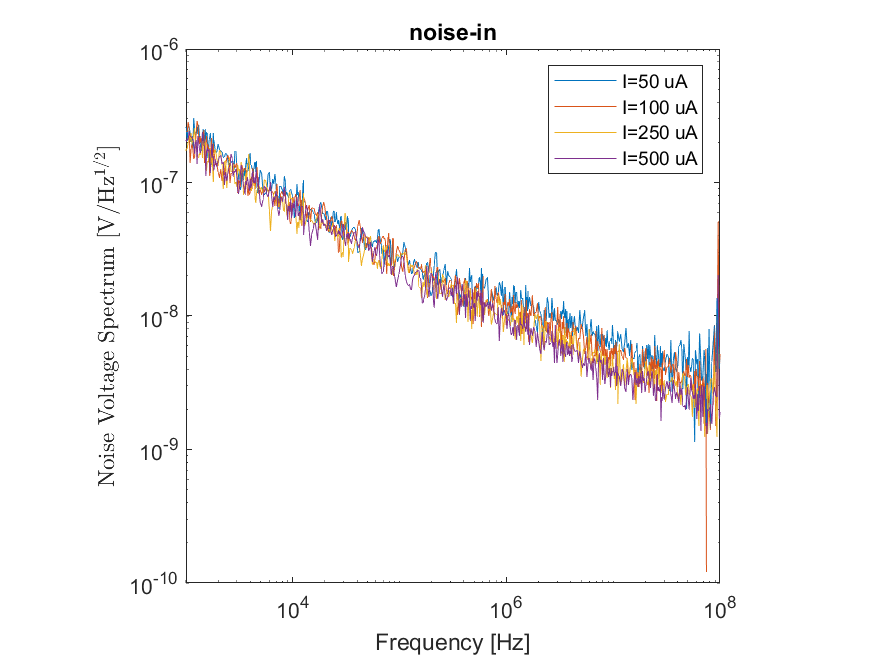 noise-in
10^-6
10^-7
10^-8
10^-9
10^-10
Noise Voltage Spectrum [V/Hz^1/2]
I=50 uA
I=100 uA
I=250 uA
I=500 uA
10^4
10^6
10^8
Frequency [Hz]